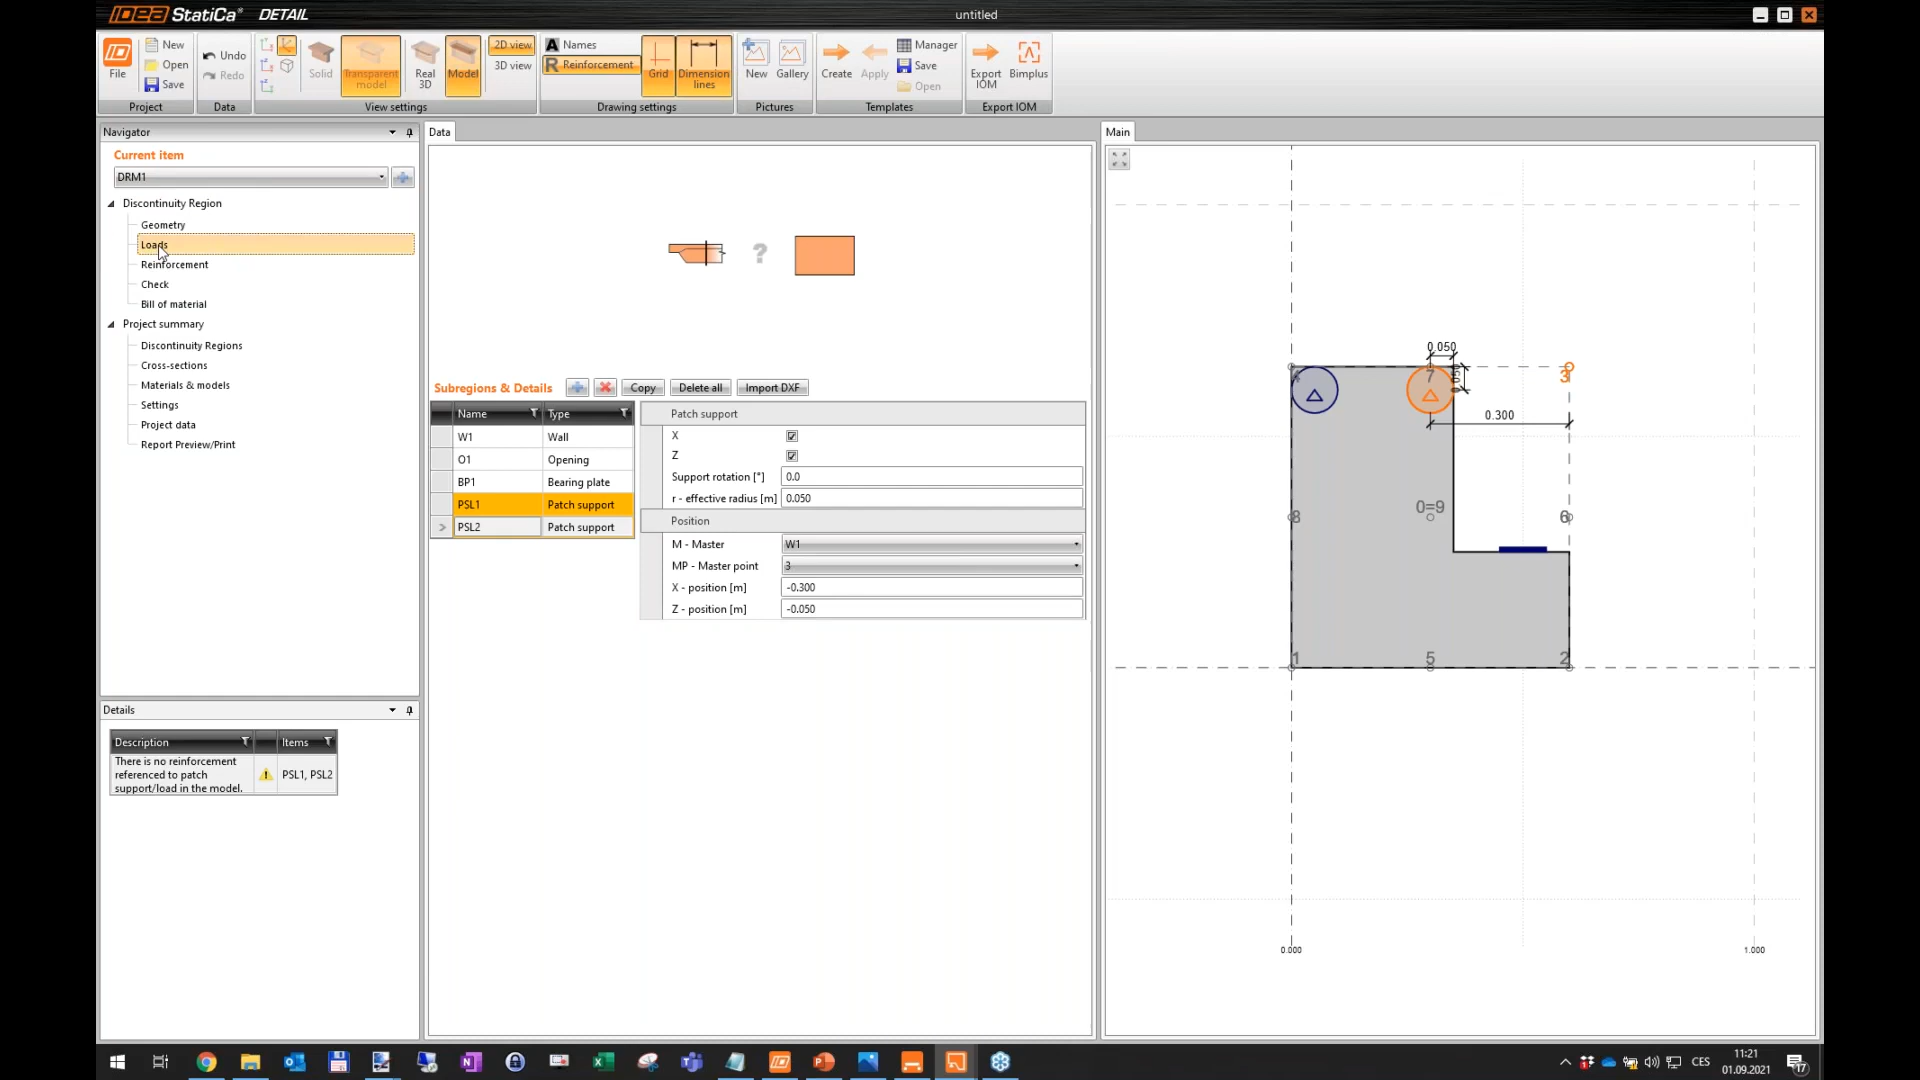 IDEA StatiCa® DETAIL
untitled
File
New
Open
Save
Undo
Redo
Solid
Transparent
model
Real
3D
Model
2D view
3D view
A Names
R Reinforcement
Grid
Dimension
lines
New
Gallery
Create
Apply
Manager
Save
Open
Export
IOM
Bimplus
Project
Data
View settings
Drawing settings
Pictures
Templates
Export IOM
Navigator
Current item
DRM1
Discontinuity Region
Geometry
Loads
Reinforcement
Check
Bill of material
Project summary
Discontinuity Regions
Cross-sections
Materials & models
Settings
Project data
Report Preview/Print
Details
Description Items
There is no reinforcement
referenced to patch
support/load in the model.
PSL1, PSL2
Data
?
Subregions & Details
Copy
Delete all
Import DXF
Name Type
W1 Wall
O1 Opening
BP1 Bearing plate
PSL1 Patch support
PSL2 Patch support
Patch support
X
Z
Support rotation [°] 0.0
r - effective radius [m] 0.050
Position
M - Master W1
MP - Master point 3
X - position [m] -0.300
Z - position [m] -0.050
Main
0.050
7
0.050
3
0.300
0=9
8
6
1
5
2
0.000
1.000
CES
11:21
01.09.2021
17